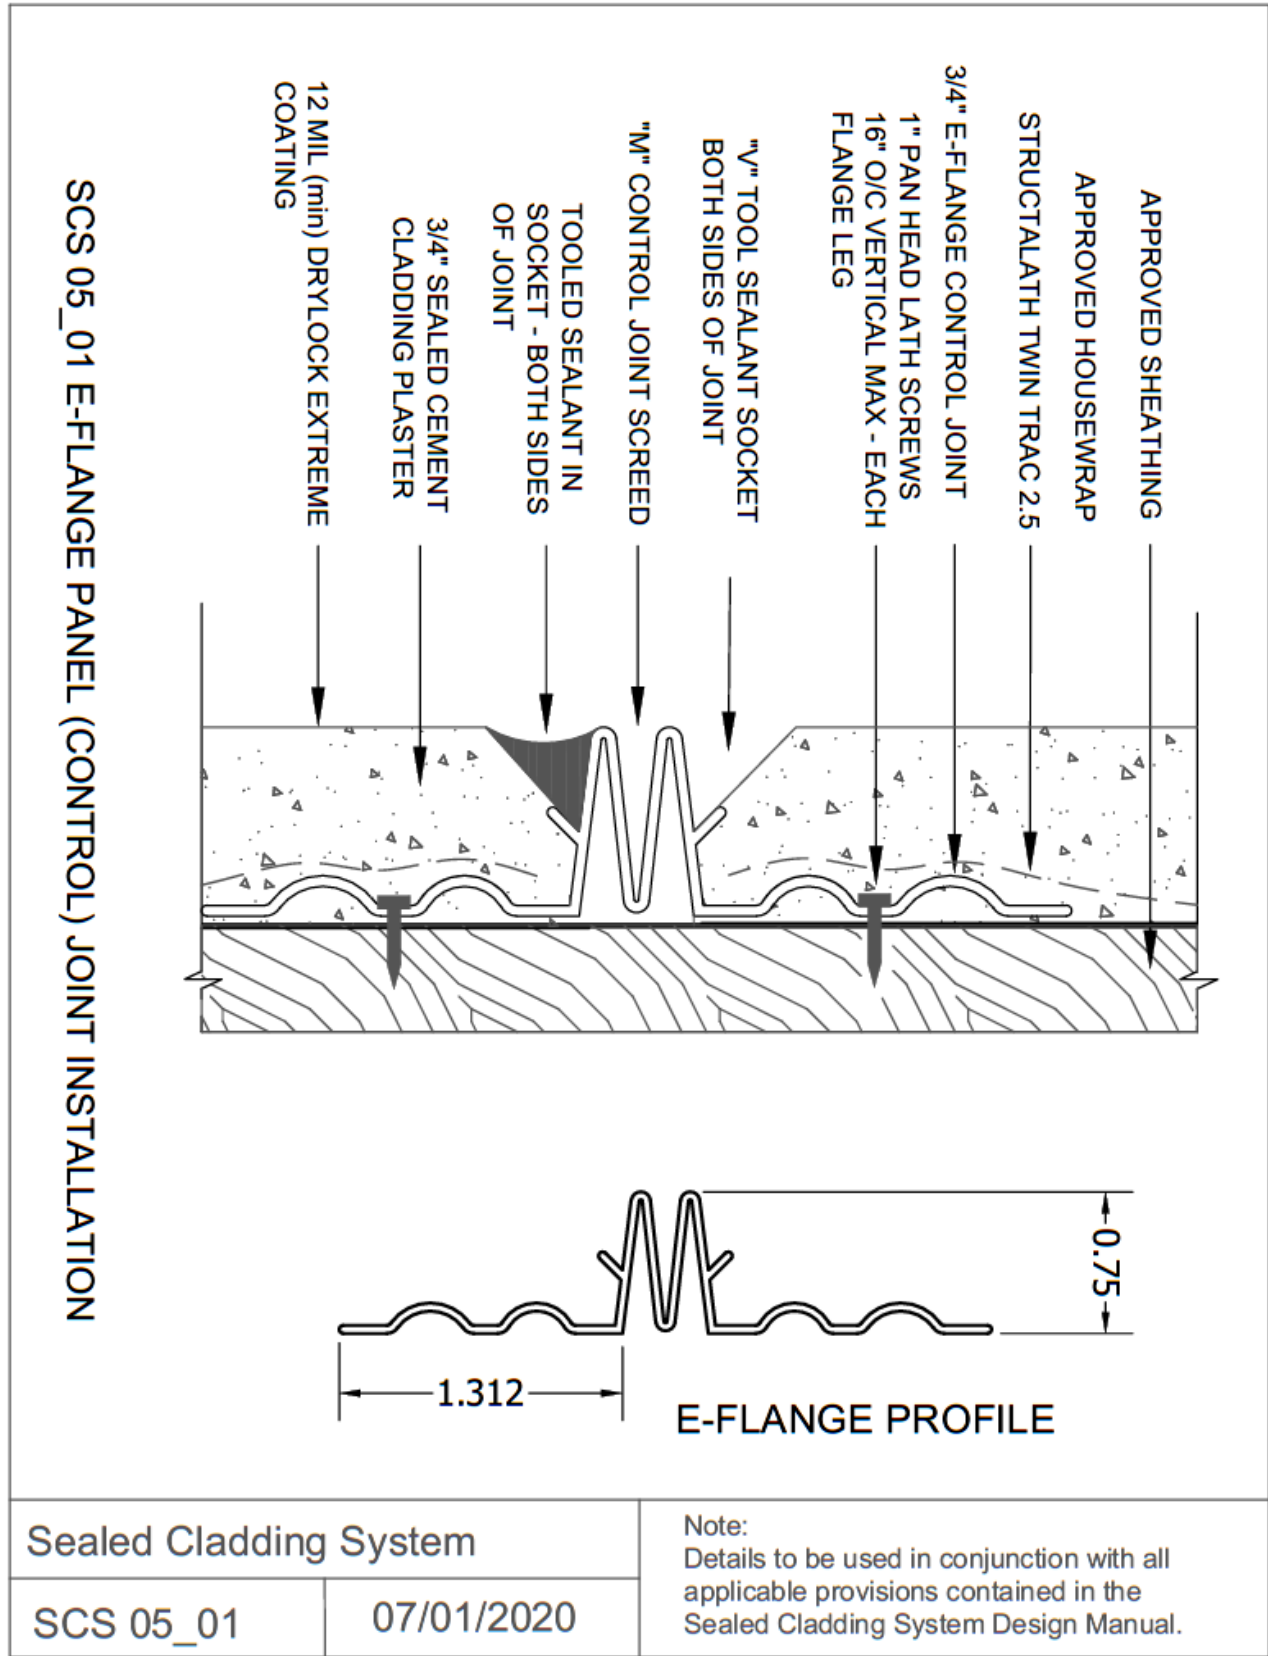 APPROVED SHEATHING
APPROVED HOUSEWRAP
STRUCTALATH TWIN TRAC 2.5
3/4" E-FLANGE CONTROL JOINT
1" PAN HEAD LATH SCREWS
16" O/C VERTICAL MAX - EACH
FLANGE LEG
"V" TOOL SEALANT SOCKET
BOTH SIDES OF JOINT
"M" CONTROL JOINT SCREED
TOOLED SEALANT IN
SOCKET - BOTH SIDES
OF JOINT
3/4" SEALED CEMENT
CLADDING PLASTER
12 MIL (min) DRYLOCK EXTREME
COATING
SCS 05_01 E-FLANGE PANEL (CONTROL) JOINT INSTALLATION
0.75
1.312
E-FLANGE PROFILE
Sealed Cladding System
SCS 05_01
07/01/2020
Note:
Details to be used in conjunction with all
applicable provisions contained in the
Sealed Cladding System Design Manual.